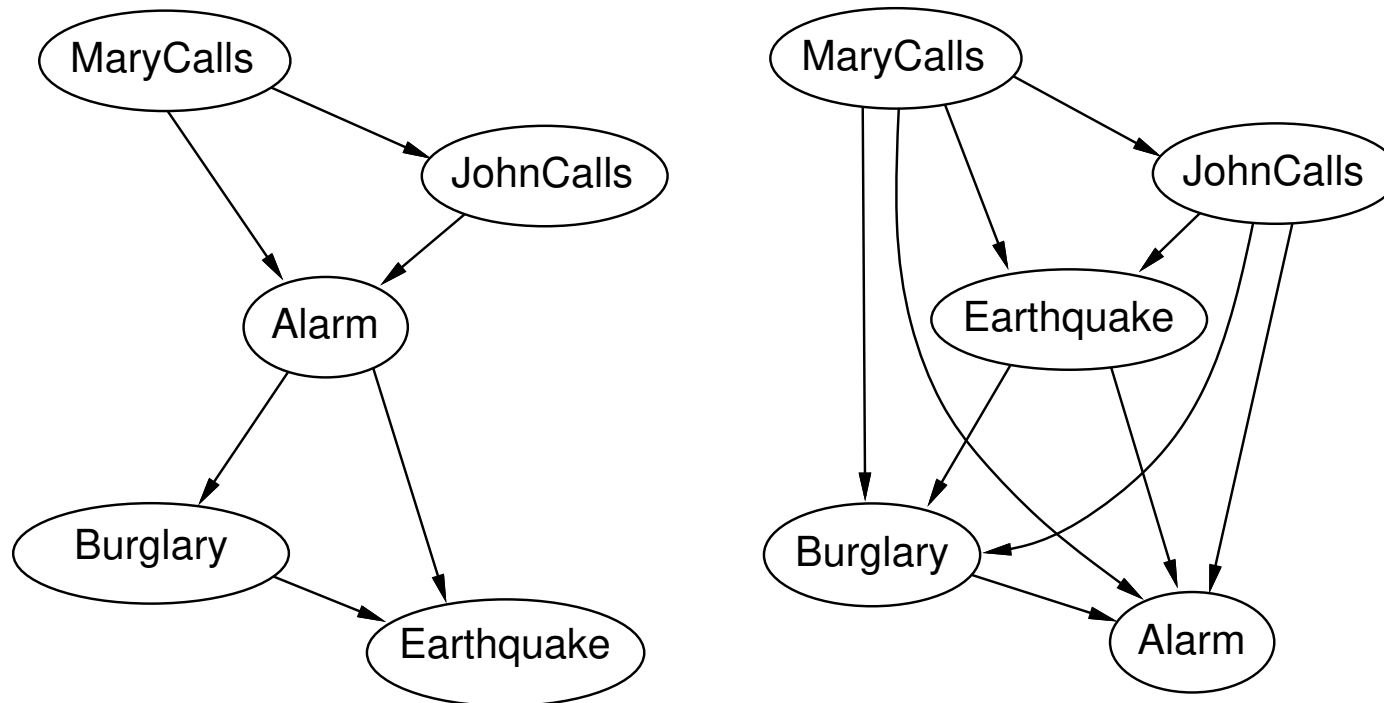 MaryCalls
JohnCalls
Alarm
Burglary
Earthquake
MaryCalls
JohnCalls
Earthquake
Burglary
Alarm